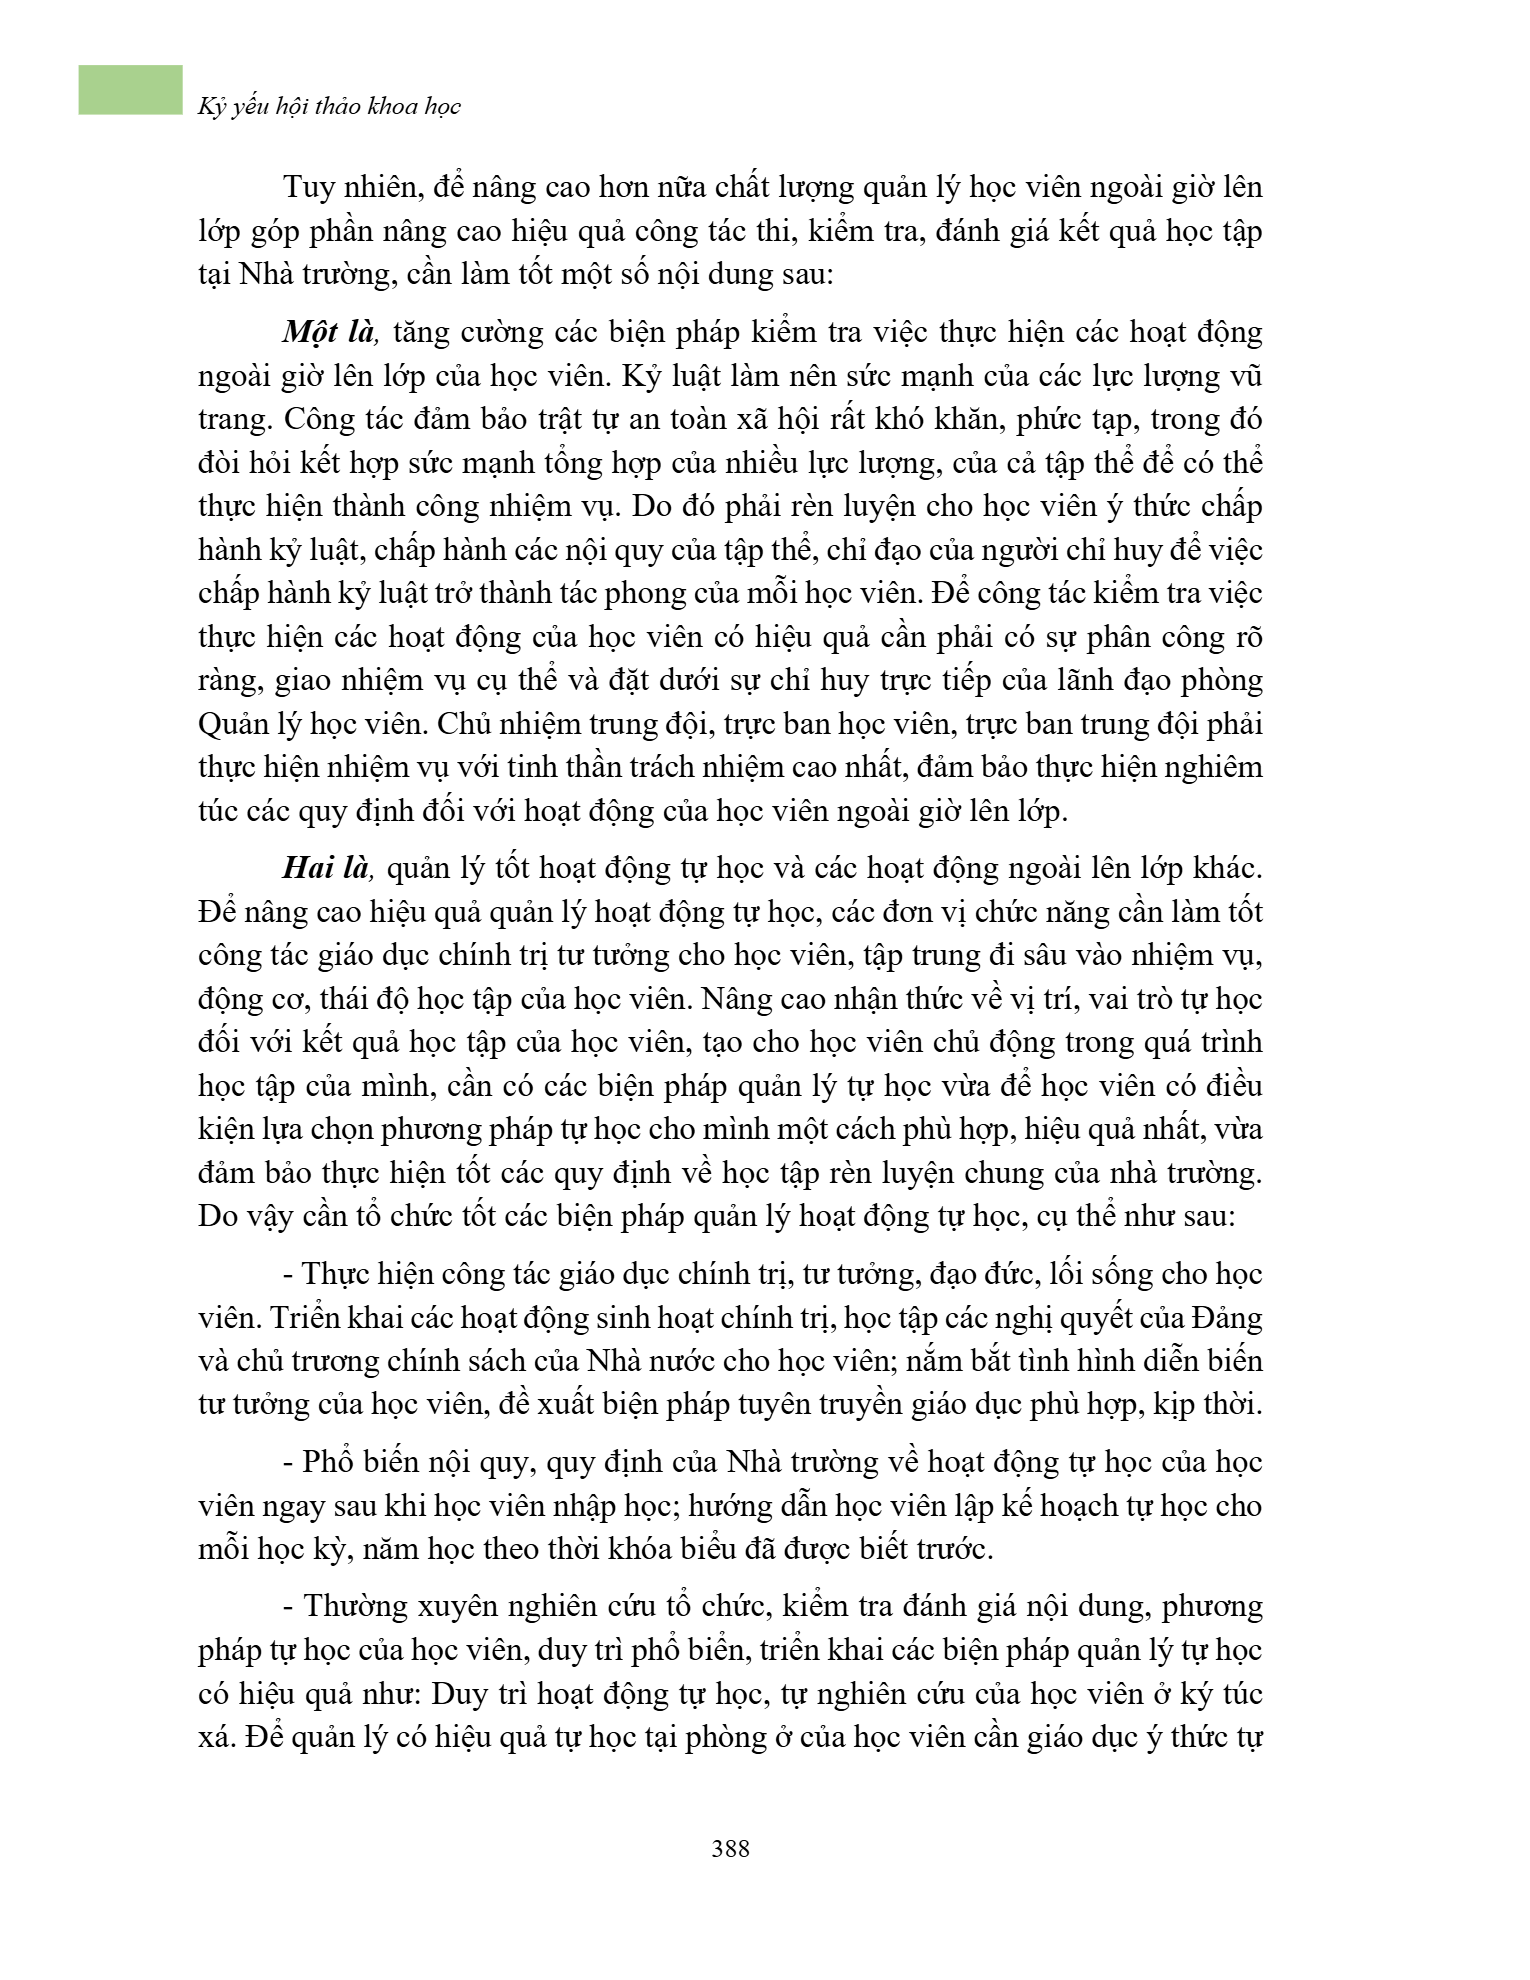 Kỷ yếu hội thảo khoa học
Tuy nhiên, để nâng cao hơn nữa chất lượng quản lý học viên ngoài giờ lên
lớp góp phần nâng cao hiệu quả công tác thi, kiểm tra, đánh giá kết quả học tập
tại Nhà trường, cần làm tốt một số nội dung sau:
Một là, tăng cường các biện pháp kiểm tra việc thực hiện các hoạt động
ngoài giờ lên lớp của học viên. Kỷ luật làm nên sức mạnh của các lực lượng vũ
trang. Công tác đảm bảo trật tự an toàn xã hội rất khó khăn, phức tạp, trong đó
đòi hỏi kết hợp sức mạnh tổng hợp của nhiều lực lượng, của cả tập thể để có thể
thực hiện thành công nhiệm vụ. Do đó phải rèn luyện cho học viên ý thức chấp
hành kỷ luật, chấp hành các nội quy của tập thể, chỉ đạo của người chỉ huy để việc
chấp hành kỷ luật trở thành tác phong của mỗi học viên. Để công tác kiểm tra việc
thực hiện các hoạt động của học viên có hiệu quả cần phải có sự phân công rõ
ràng, giao nhiệm vụ cụ thể và đặt dưới sự chỉ huy trực tiếp của lãnh đạo phòng
Quản lý học viên. Chủ nhiệm trung đội, trực ban học viên, trực ban trung đội phải
thực hiện nhiệm vụ với tinh thần trách nhiệm cao nhất, đảm bảo thực hiện nghiêm
túc các quy định đối với hoạt động của học viên ngoài giờ lên lớp.
Hai là, quản lý tốt hoạt động tự học và các hoạt động ngoài lên lớp khác.
Để nâng cao hiệu quả quản lý hoạt động tự học, các đơn vị chức năng cần làm tốt
công tác giáo dục chính trị tư tưởng cho học viên, tập trung đi sâu vào nhiệm vụ,
động cơ, thái độ học tập của học viên. Nâng cao nhận thức về vị trí, vai trò tự học
đối với kết quả học tập của học viên, tạo cho học viên chủ động trong quá trình
học tập của mình, cần có các biện pháp quản lý tự học vừa để học viên có điều
kiện lựa chọn phương pháp tự học cho mình một cách phù hợp, hiệu quả nhất, vừa
đảm bảo thực hiện tốt các quy định về học tập rèn luyện chung của nhà trường.
Do vậy cần tổ chức tốt các biện pháp quản lý hoạt động tự học, cụ thể như sau:
- Thực hiện công tác giáo dục chính trị, tư tưởng, đạo đức, lối sống cho học
viên. Triển khai các hoạt động sinh hoạt chính trị, học tập các nghị quyết của Đảng
và chủ trương chính sách của Nhà nước cho học viên; nắm bắt tình hình diễn biến
tư tưởng của học viên, đề xuất biện pháp tuyên truyền giáo dục phù hợp, kịp thời.
- Phổ biến nội quy, quy định của Nhà trường về hoạt động tự học của học
viên ngay sau khi học viên nhập học; hướng dẫn học viên lập kế hoạch tự học cho
mỗi học kỳ, năm học theo thời khóa biểu đã được biết trước.
- Thường xuyên nghiên cứu tổ chức, kiểm tra đánh giá nội dung, phương
pháp tự học của học viên, duy trì phổ biển, triển khai các biện pháp quản lý tự học
có hiệu quả như: Duy trì hoạt động tự học, tự nghiên cứu của học viên ở ký túc
xá. Để quản lý có hiệu quả tự học tại phòng ở của học viên cần giáo dục ý thức tự
388